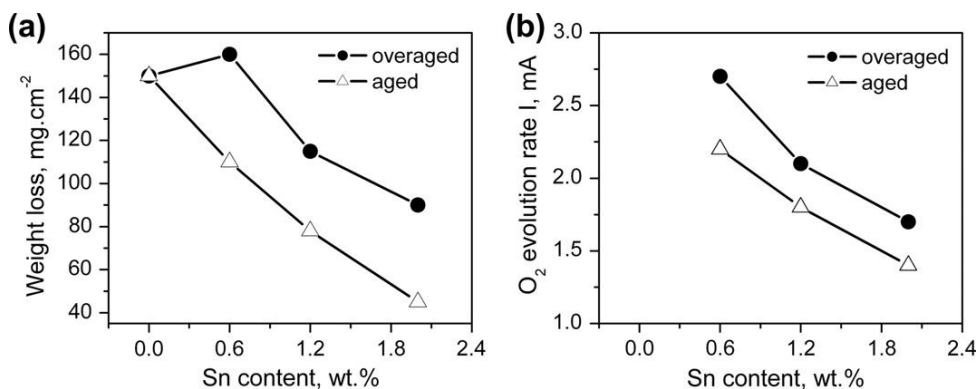 (a)
Weight loss, mg.cm⁻²
160
140
120
100
80
60
40
overaged
aged
0.0 0.6 1.2 1.8 2.4
Sn content, wt.%
(b)
O₂ evolution rate I, mA
3.0
2.5
2.0
1.5
1.0
overaged
aged
0.0 0.6 1.2 1.8 2.4
Sn content, wt.%